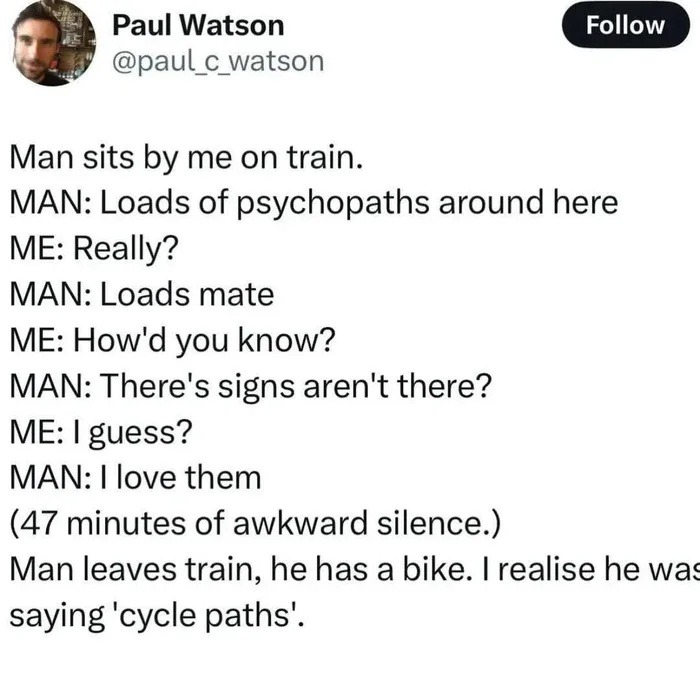 Paul Watson
Follow
@paul_c_watson
Man sits by me on train.
MAN: Loads of psychopaths around here
ME: Really?
MAN: Loads mate
ME: How'd you know?
MAN: There's signs aren't there?
ME: I guess?
MAN: I love them
(47 minutes of awkward silence.)
Man leaves train, he has a bike. I realise he was
saying 'cycle paths'.